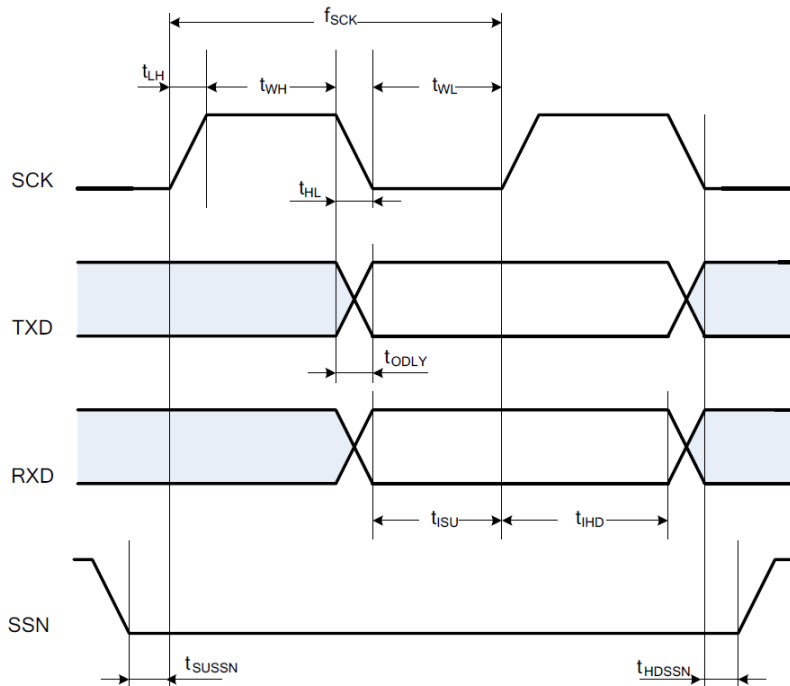 fSCK
tLH
tWH
tWL
SCK
tHL
TXD
tODLY
RXD
tISU
tIHD
SSN
tSUSSN
tHDSSN